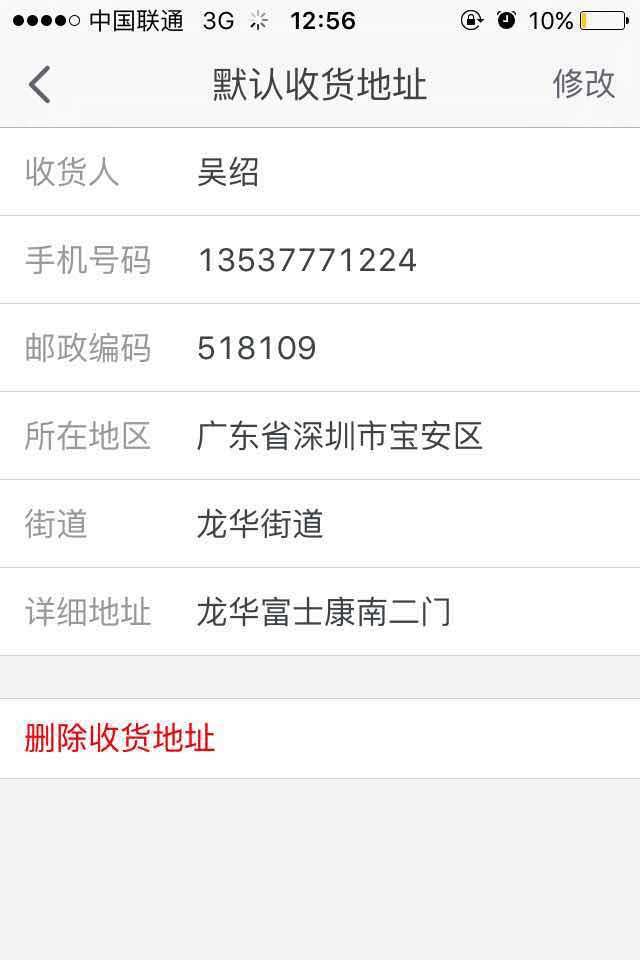 中国联通 3G 12:56 10%
默认收货地址 修改
收货人 吴绍
手机号码 13537771224
邮政编码 518109
所在地区 广东省深圳市宝安区
街道 龙华街道
详细地址 龙华富士康南二门
删除收货地址